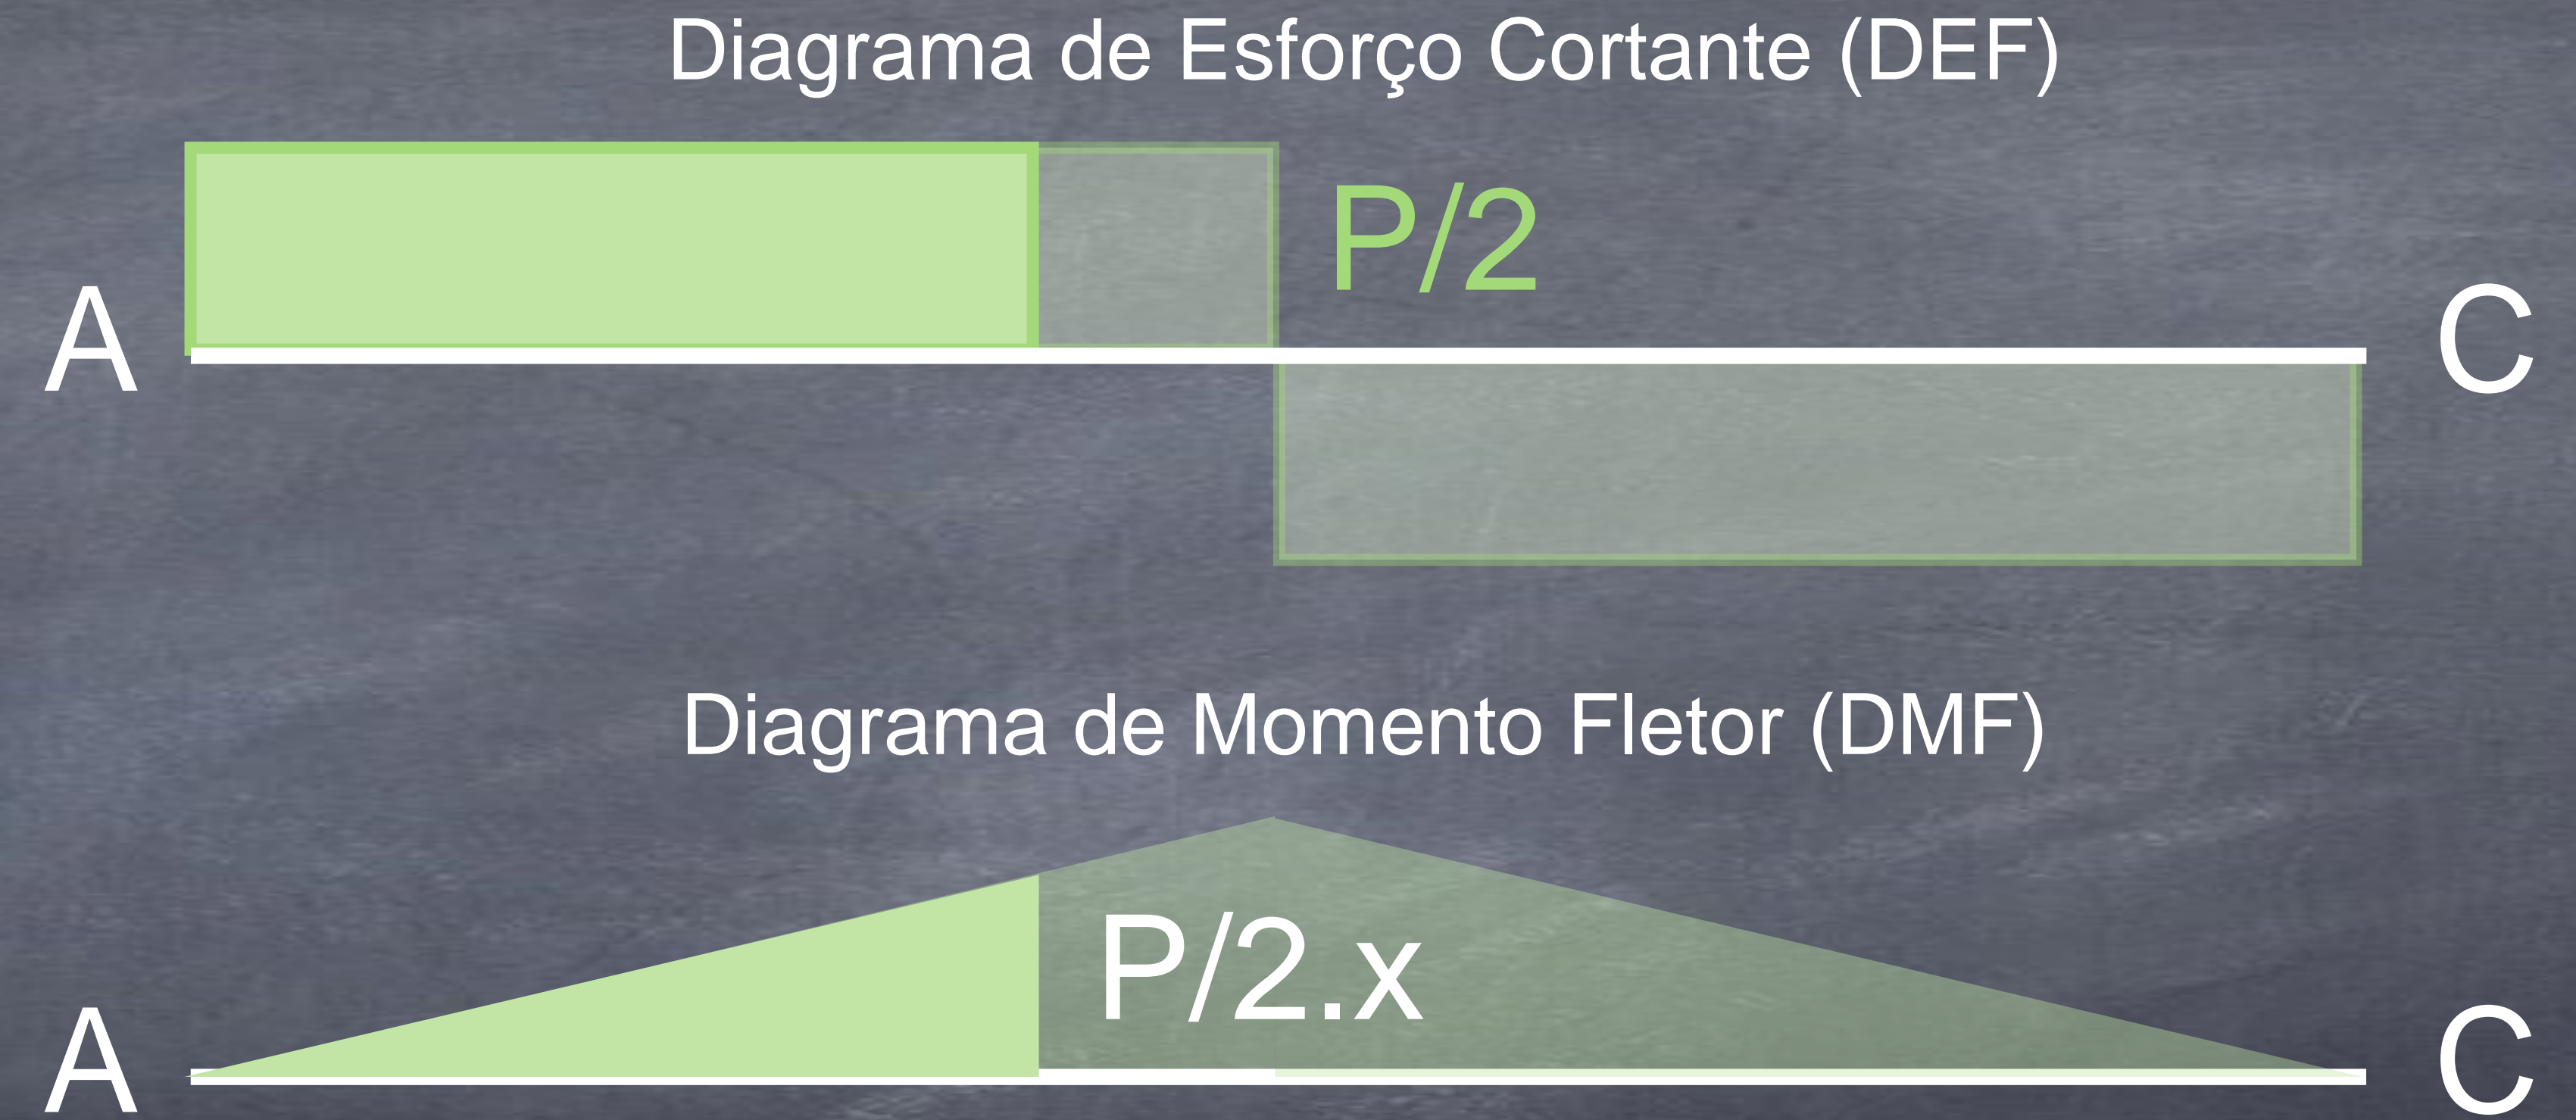 Diagrama de Esforço Cortante (DEF)
P/2
A
C
Diagrama de Momento Fletor (DMF)
P/2.x
A
C